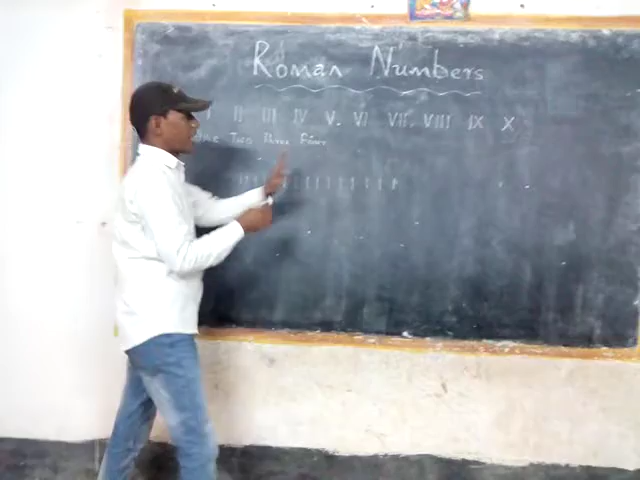 Roman Numbers
I II III IV V. VI VII. VIII IX X
One Two Three Four